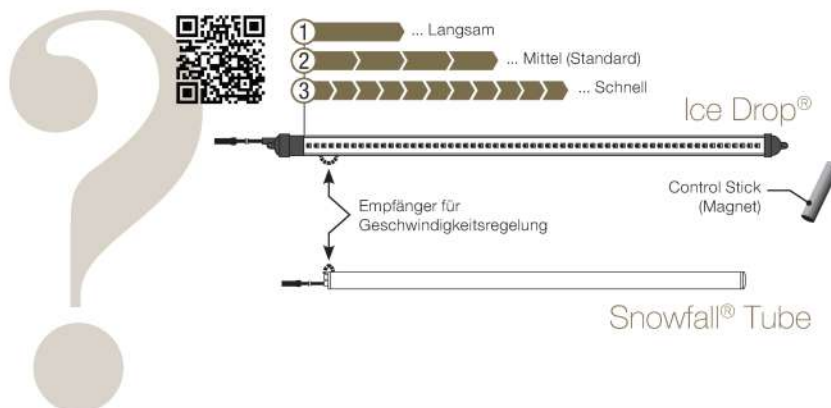 ?
1 ... Langsam
2 ... Mittel (Standard)
3 ... Schnell
Ice Drop®
Control Stick
(Magnet)
Empfänger für
Geschwindigkeitsregelung
Snowfall® Tube